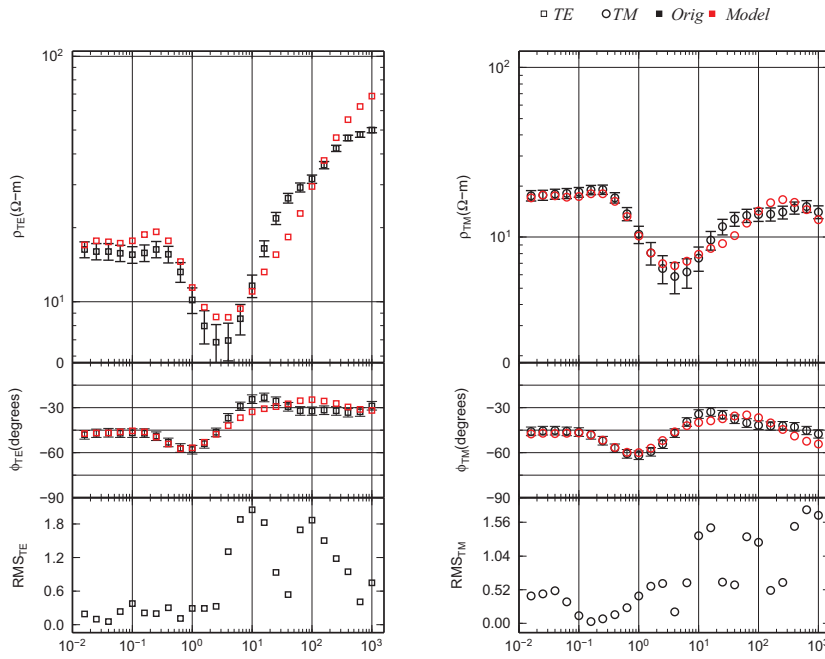 TE TM Orig Model
10² 10²
ρTE(Ω−m) ρTM(Ω−m)
10¹ 10¹
0 0
ϕTE(degrees) ϕTM(degrees)
−30 −30
−60 −60
−90 −90
RMSTE RMSTM
1.8 1.56
1.2 1.04
0.6 0.52
0.0 0.00
10⁻² 10⁻¹ 10⁰ 10¹ 10² 10³ 10⁻² 10⁻¹ 10⁰ 10¹ 10² 10³